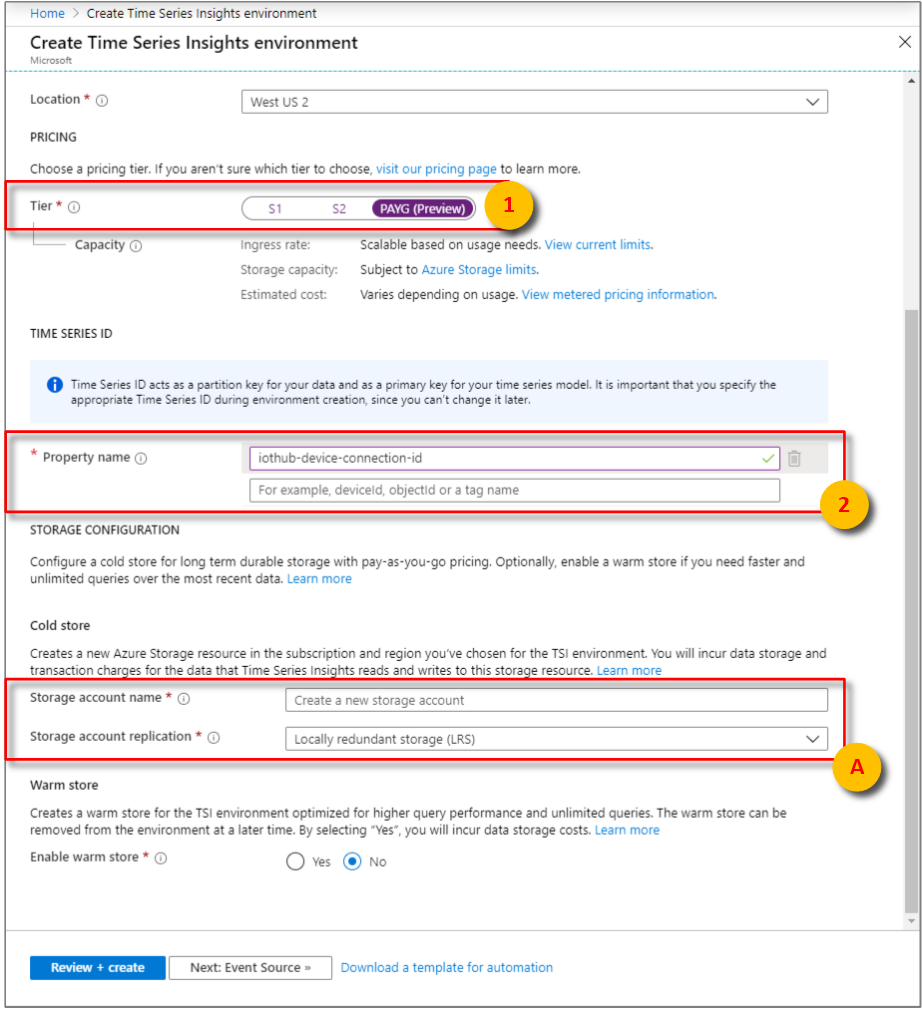 Home > Create Time Series Insights environment
Create Time Series Insights environment
Microsoft
Location *
West US 2
PRICING
Choose a pricing tier. If you aren't sure which tier to choose, visit our pricing page to learn more.
Tier *
S1 S2 PAYG (Preview)
1
Capacity
Ingress rate: Scalable based on usage needs. View current limits.
Storage capacity: Subject to Azure Storage limits.
Estimated cost: Varies depending on usage. View metered pricing information.
TIME SERIES ID
Time Series ID acts as a partition key for your data and as a primary key for your time series model. It is important that you specify the
appropriate Time Series ID during environment creation, since you can't change it later.
* Property name
iothub-device-connection-id
For example, deviceId, objectId or a tag name
2
STORAGE CONFIGURATION
Configure a cold store for long term durable storage with pay-as-you-go pricing. Optionally, enable a warm store if you need faster and
unlimited queries over the most recent data. Learn more
Cold store
Creates a new Azure Storage resource in the subscription and region you've chosen for the TSI environment. You will incur data storage and
transaction charges for the data that Time Series Insights reads and writes to this storage resource. Learn more
Storage account name *
Create a new storage account
Storage account replication *
Locally redundant storage (LRS)
A
Warm store
Creates a warm store for the TSI environment optimized for higher query performance and unlimited queries. The warm store can be
removed from the environment at a later time. By selecting "Yes", you will incur data storage costs. Learn more
Enable warm store *
Yes No
Review + create
Next: Event Source »
Download a template for automation